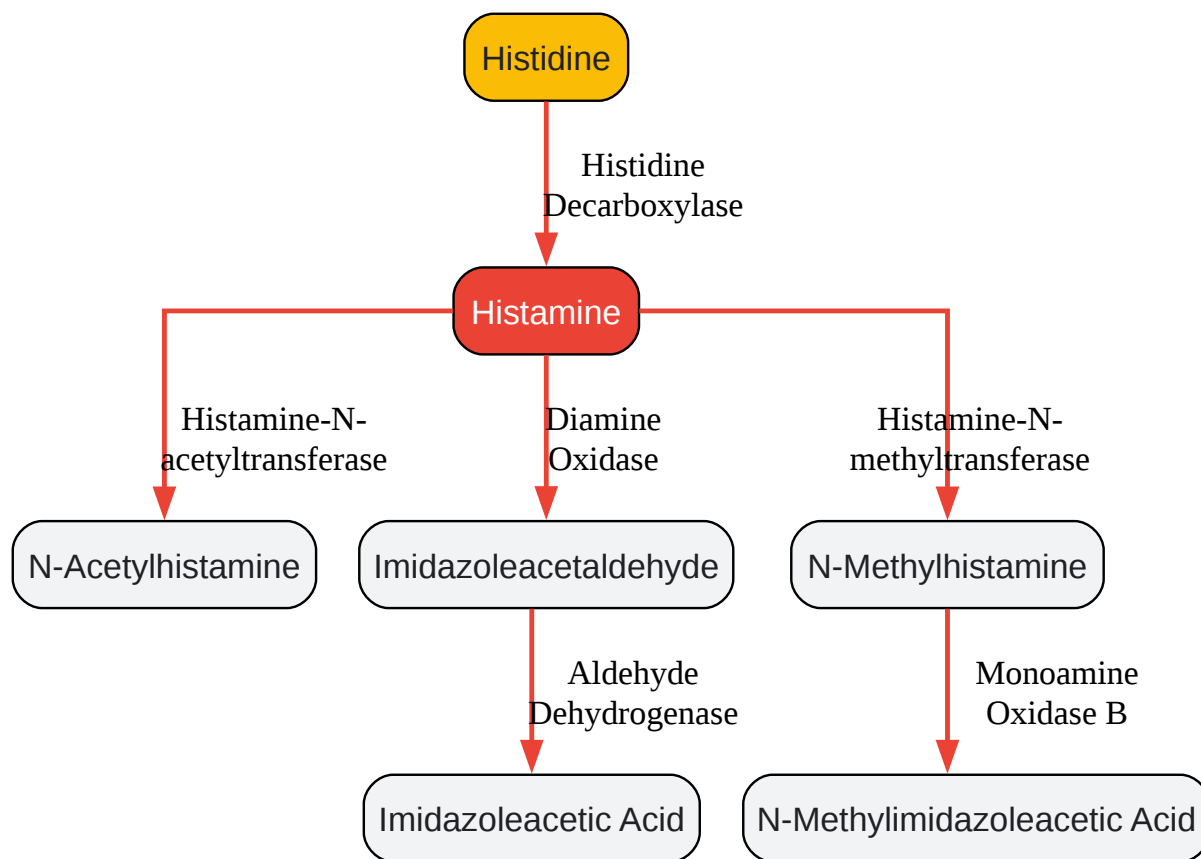 Histidine
Histidine
Decarboxylase
Histamine
Histamine-N-
acetyltransferase
Diamine
Oxidase
Histamine-N-
methyltransferase
N-Acetylhistamine
Imidazoleacetaldehyde
N-Methylhistamine
Aldehyde
Dehydrogenase
Monoamine
Oxidase B
Imidazoleacetic Acid
N-Methylimidazoleacetic Acid